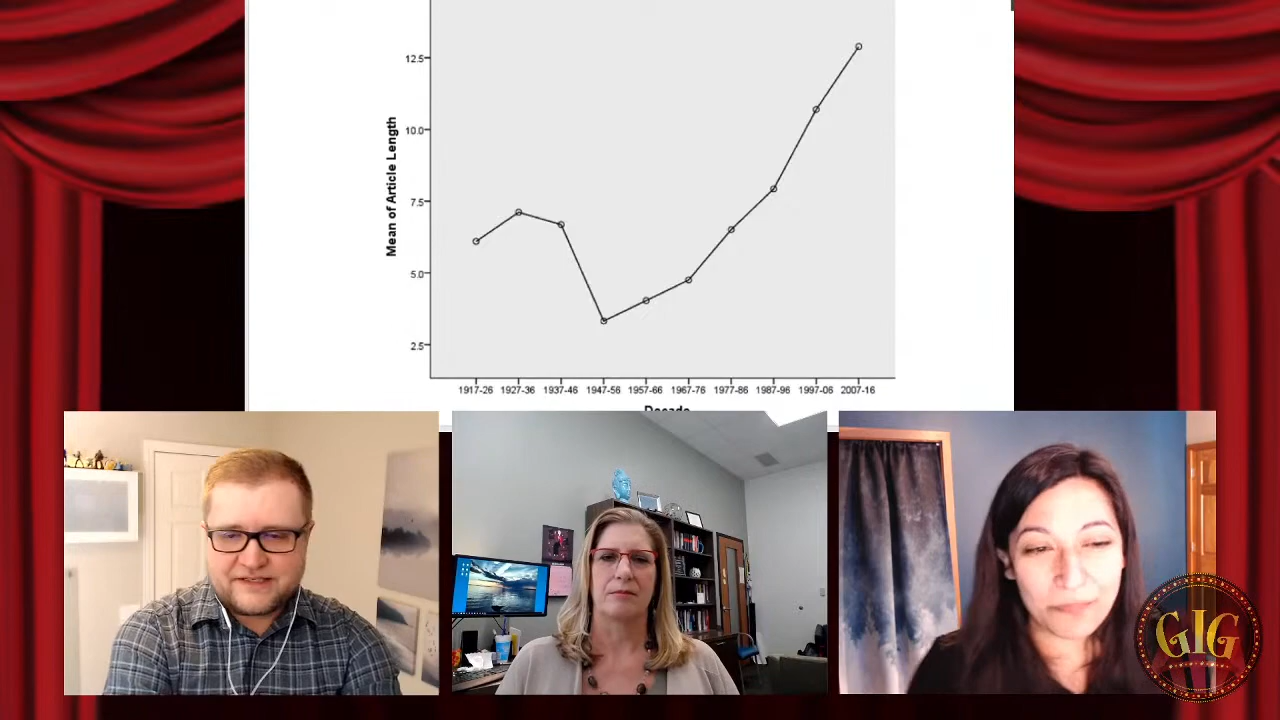 12.5
10.0
7.5
5.0
2.5
Mean of Article Length
1917-26 1927-36 1937-46 1947-56 1957-66 1967-76 1977-86 1987-96 1997-06 2007-16
Decade
GIG